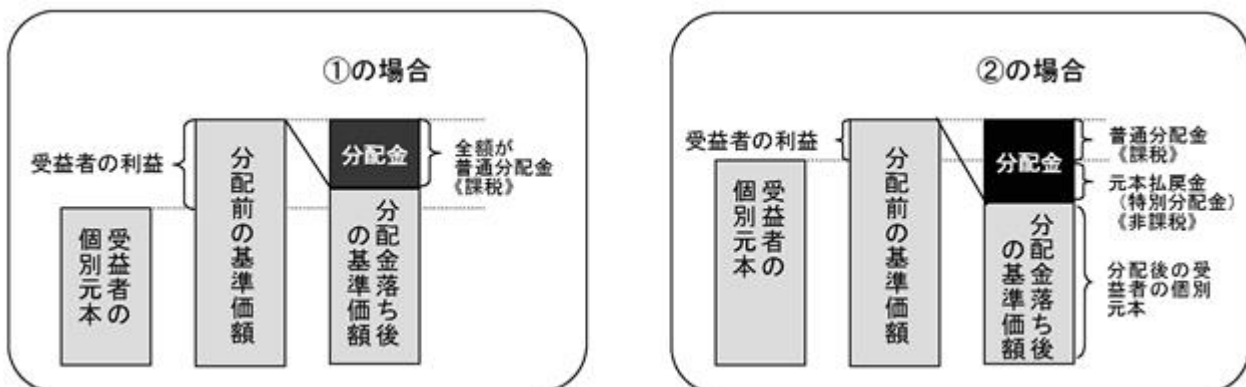 ①の場合
受益者の利益
受益者の
個別元本
分配前の基準価額
分配金
分配金落ち後
の基準価額
全額が
普通分配金
《課税》
②の場合
受益者の利益
受益者の
個別元本
分配前の基準価額
分配金
分配金落ち後
の基準価額
普通分配金
《課税》
元本払戻金
(特別分配金)
《非課税》
分配後の受
益者の個別
元本